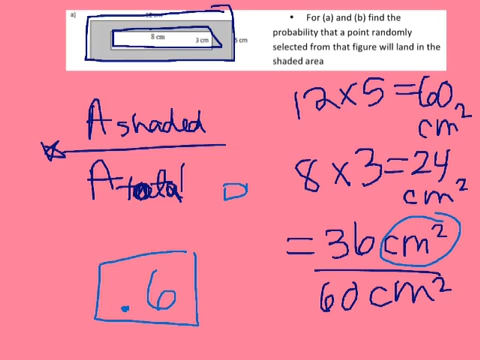 a)
8 cm
3 cm
5 cm
• For (a) and (b) find the
probability that a point randomly
selected from that figure will land in the
shaded area
A shaded
A total
12 x 5 = 60 cm²
8 x 3 = 24 cm²
= 36 cm²
60 cm²
.6